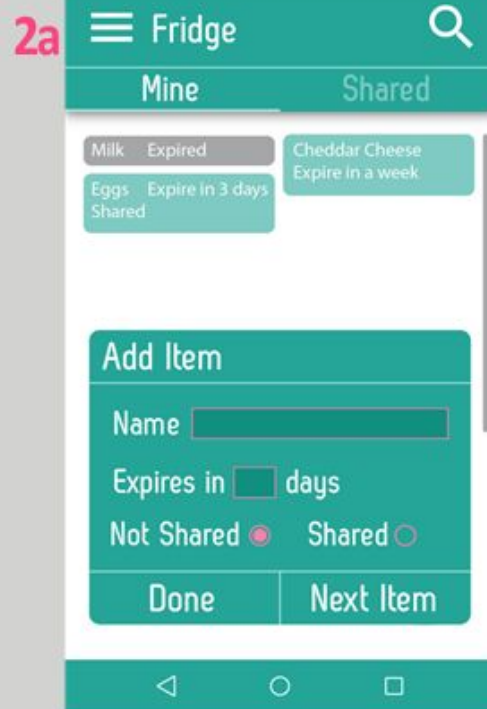 2a
Fridge
Mine Shared
Milk Expired
Eggs Expire in 3 days
Shared
Cheddar Cheese
Expire in a week
Add Item
Name
Expires in days
Not Shared Shared
Done Next Item